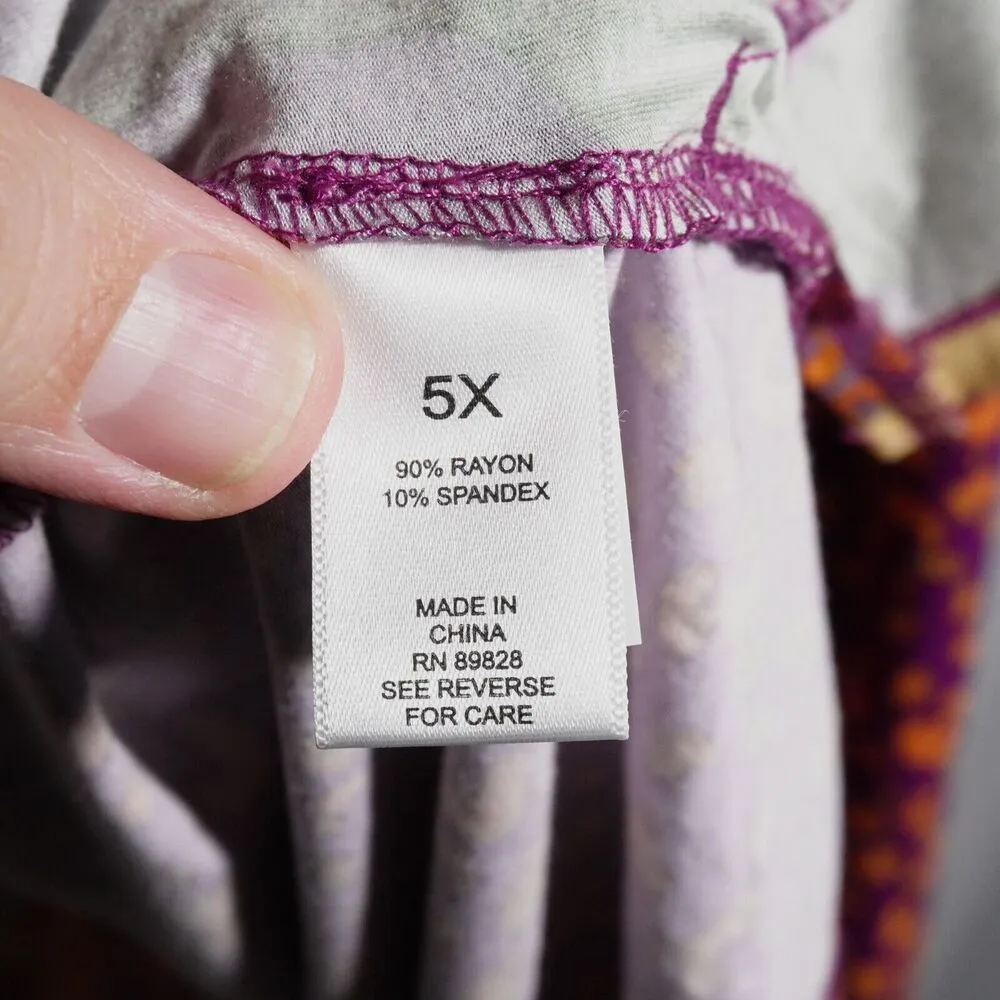 5X
90% RAYON
10% SPANDEX
MADE IN
CHINA
RN 89828
SEE REVERSE
FOR CARE